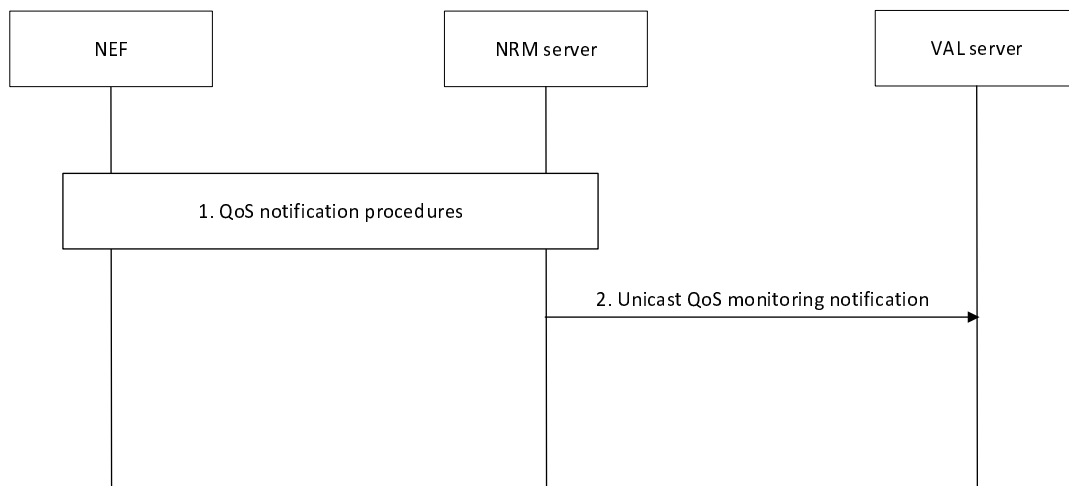 NEF
NRM server
VAL server
1. QoS notification procedures
2. Unicast QoS monitoring notification